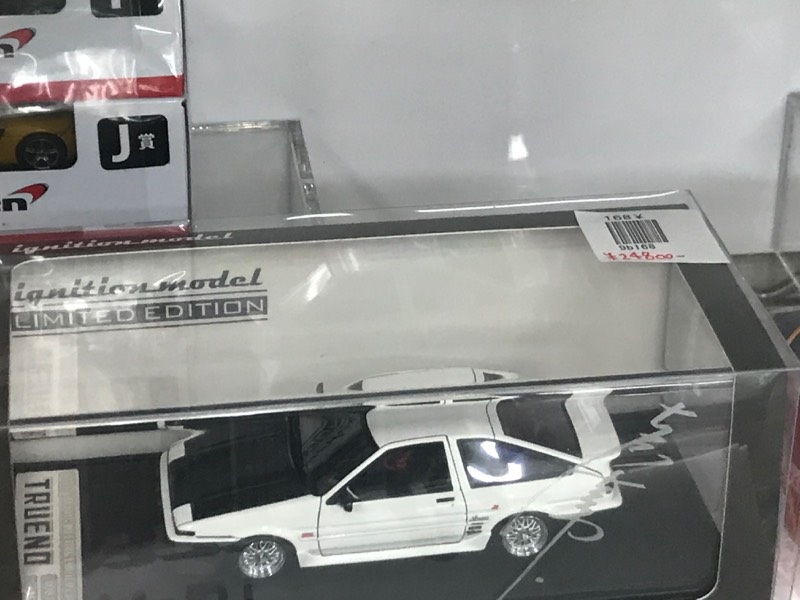 J賞
ignition model
168¥
9b168
¥24800-
ignition model
LIMITED EDITION
TRUENO